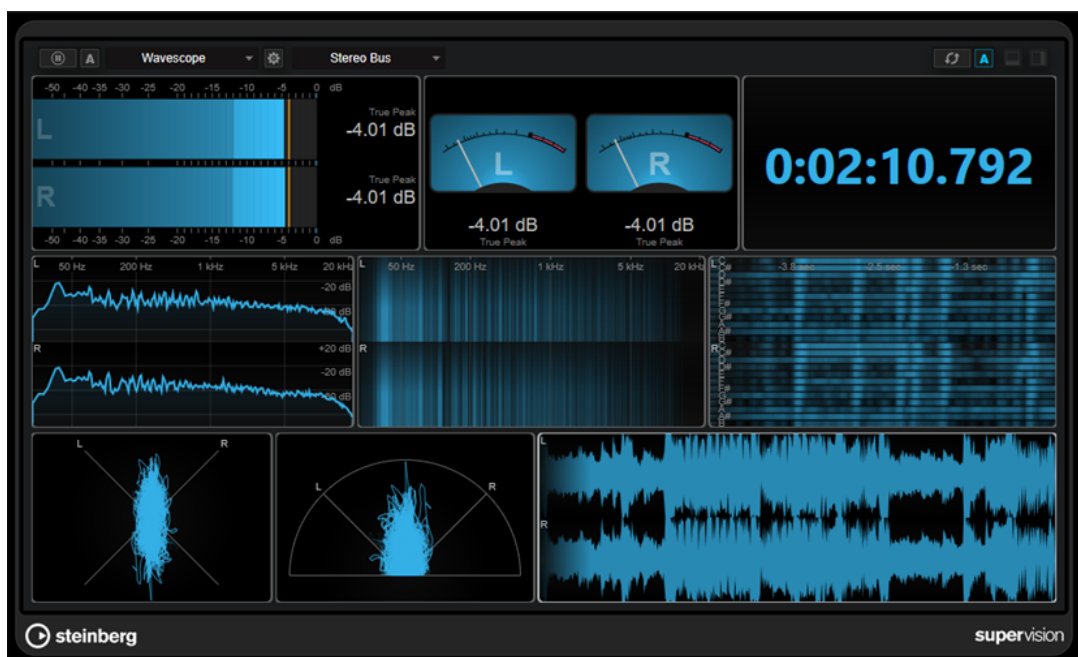 A Wavescope Stereo Bus A
-50 -40 -35 -30 -25 -20 -15 -10 -5 0 dB
L
True Peak
-4.01 dB
R
True Peak
-4.01 dB
-50 -40 -35 -30 -25 -20 -15 -10 -5 0 dB
L R
-4.01 dB -4.01 dB
True Peak True Peak
0:02:10.792
L 50 Hz 200 Hz 1 kHz 5 kHz 20 kHz
-20 dB
R +20 dB
-20 dB
L 50 Hz 200 Hz 1 kHz 5 kHz 20 kHz
R
L -3.8 sec -2.5 sec -1.3 sec
R
L R
L R
L
R
steinberg
supervision